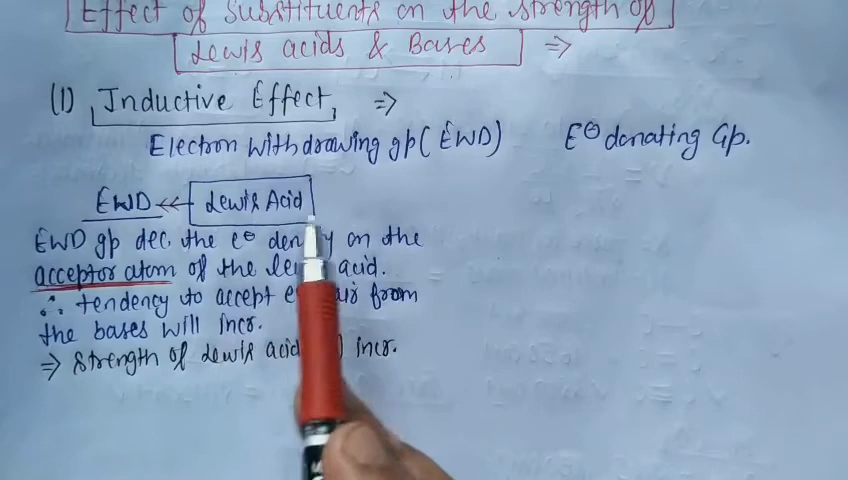 Effect of Substituents on the strength of
Lewis acids & Bases ⇒
(1) Inductive Effect, ⇒
Electron withdrawing gp( EWD) E⊖ donating Gp.
EWD ↞ Lewis Acid
EWD gp dec. the e⊖ den y on the
acceptor atom of the le acid.
∴ tendency to accept e from
the bases will incr.
⇒ strength of Lewis acid incr.